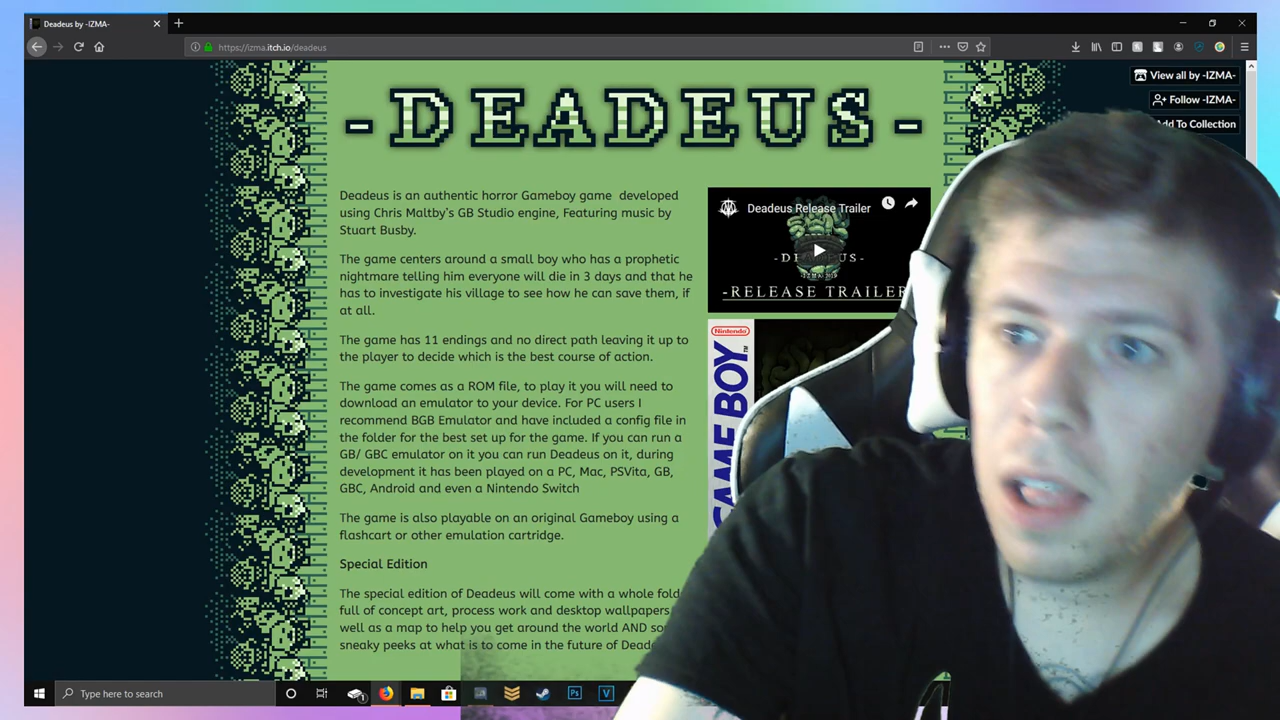 Deadeus by -IZMA-
https://izma.itch.io/deadeus
View all by -IZMA-
Follow -IZMA-
Add To Collection
-DEADEUS-
Deadeus is an authentic horror Gameboy game developed
using Chris Maltby's GB Studio engine, Featuring music by
Stuart Busby.
The game centers around a small boy who has a prophetic
nightmare telling him everyone will die in 3 days and that he
has to investigate his village to see how he can save them, if
at all.
The game has 11 endings and no direct path leaving it up to
the player to decide which is the best course of action.
The game comes as a ROM file, to play it you will need to
download an emulator to your device. For PC users I
recommend BGB Emulator and have included a config file in
the folder for the best set up for the game. If you can run a
GB/ GBC emulator on it you can run Deadeus on it, during
development it has been played on a PC, Mac, PSVita, GB,
GBC, Android and even a Nintendo Switch
The game is also playable on an original Gameboy using a
flashcart or other emulation cartridge.
Special Edition
The special edition of Deadeus will come with a whole fold
full of concept art, process work and desktop wallpapers
well as a map to help you get around the world AND so
sneaky peeks at what is to come in the future of Dead
Deadeus Release Trailer
-DEADEUS-
-IZMA 2019-
-RELEASE TRAILER
Nintendo
GAME BOY
TM
Type here to search
1
Ps
V